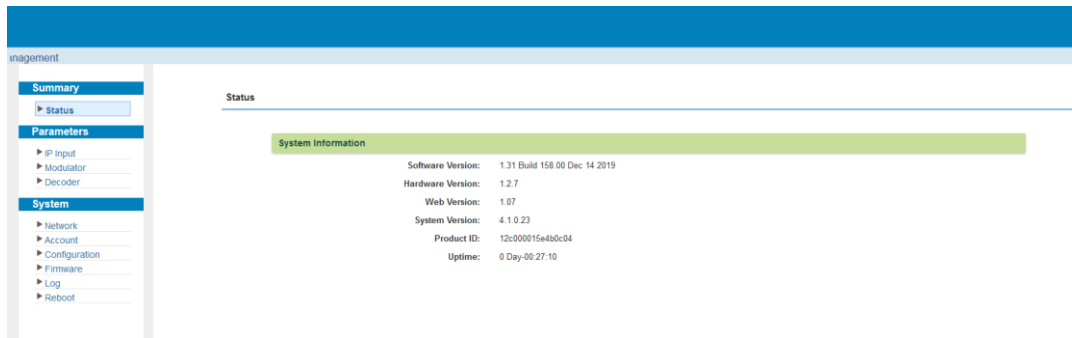 anagement
Summary
Status
Parameters
IP Input
Modulator
Decoder
System
Network
Account
Configuration
Firmware
Log
Reboot
Status
System Information
Software Version: 1.31 Build 158.00 Dec 14 2019
Hardware Version: 1.2.7
Web Version: 1.07
System Version: 4.1.0.23
Product ID: 12c000015e4b0c04
Uptime: 0 Day-00:27:10